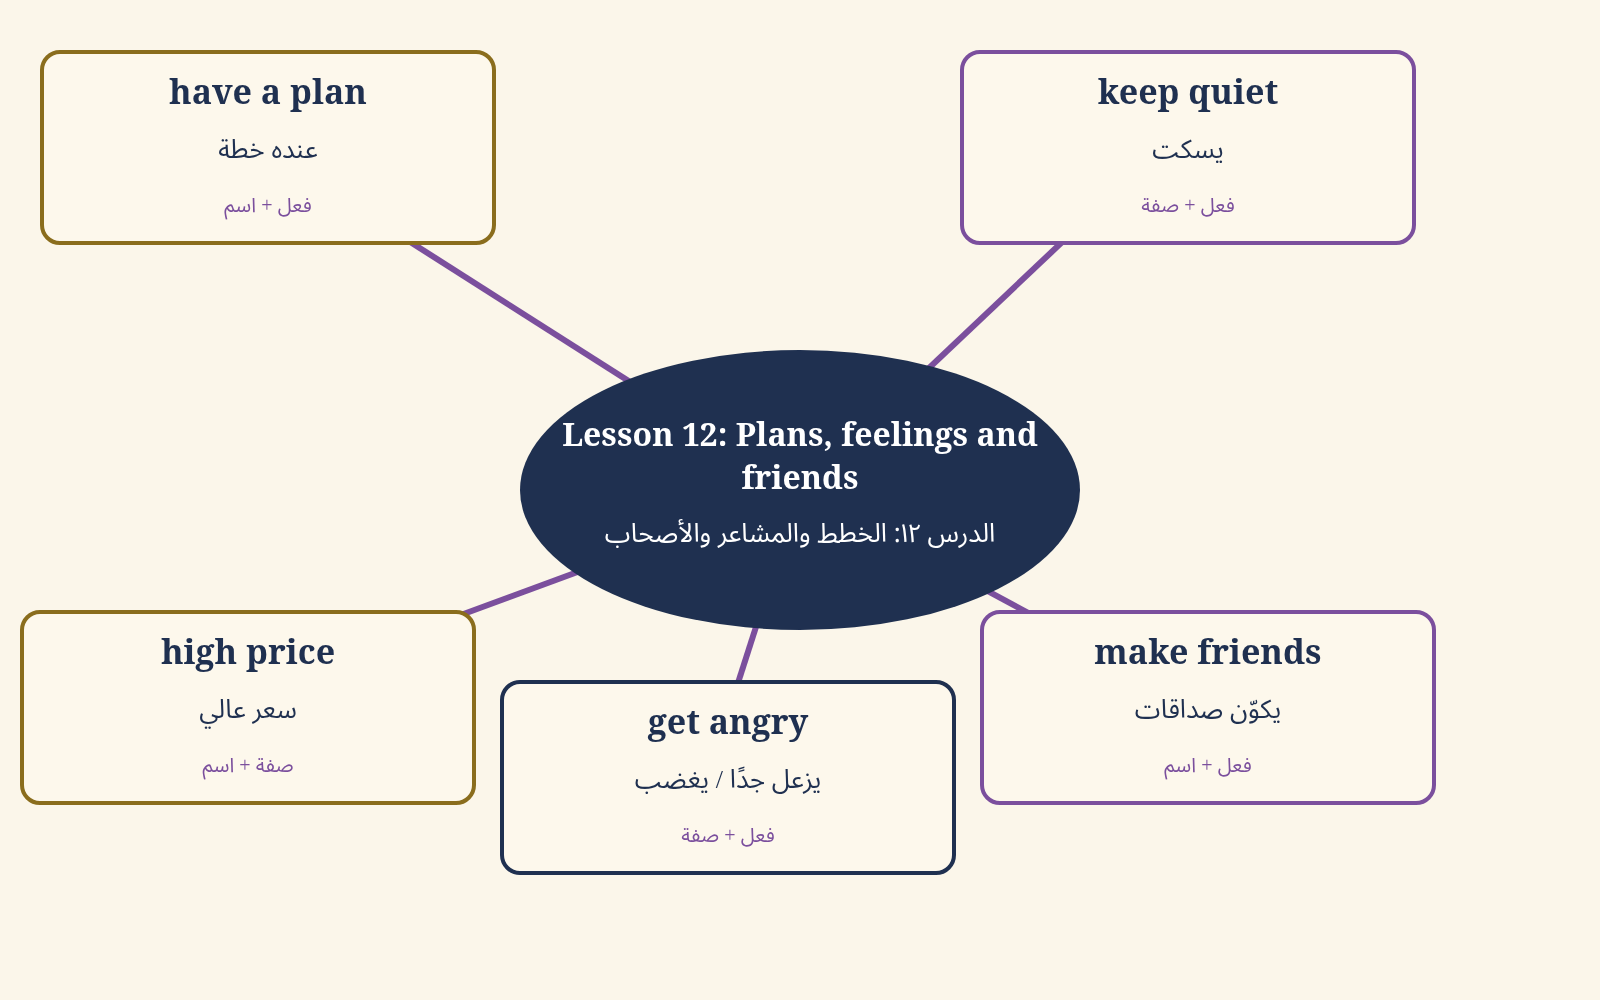 have a plan
عنده خطة
فعل + اسم
keep quiet
يسكت
فعل + صفة
Lesson 12: Plans, feelings and
friends
الدرس ١٢: الخطط والمشاعر والأصحاب
high price
سعر عالي
صفة + اسم
get angry
يزعل جدًا / يغضب
فعل + صفة
make friends
يكوّن صداقات
فعل + اسم